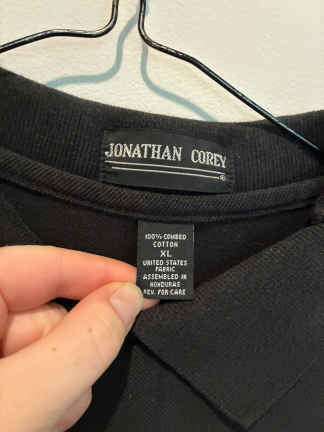 JONATHAN COREY
®
100% COMBED
COTTON
XL
UNITED STATES
FABRIC
ASSEMBLED IN
HONDURAS
REV. FOR CARE